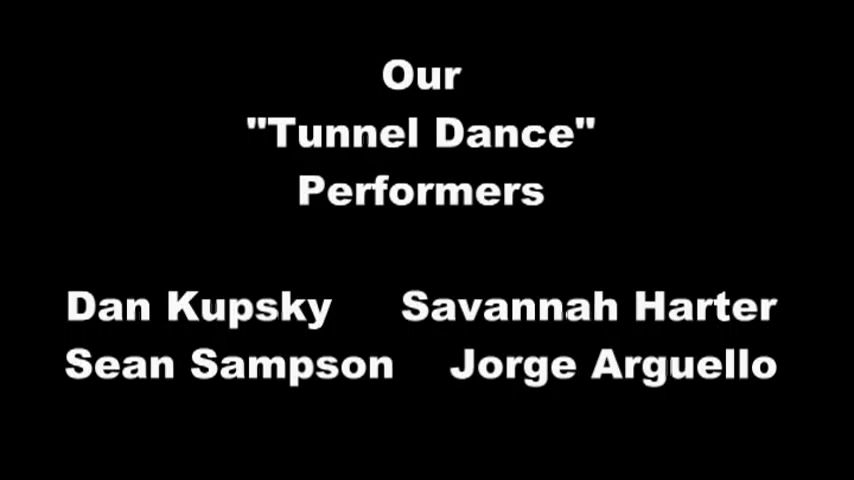 Our
"Tunnel Dance"
Performers
Dan Kupsky Savannah Harter
Sean Sampson Jorge Arguello